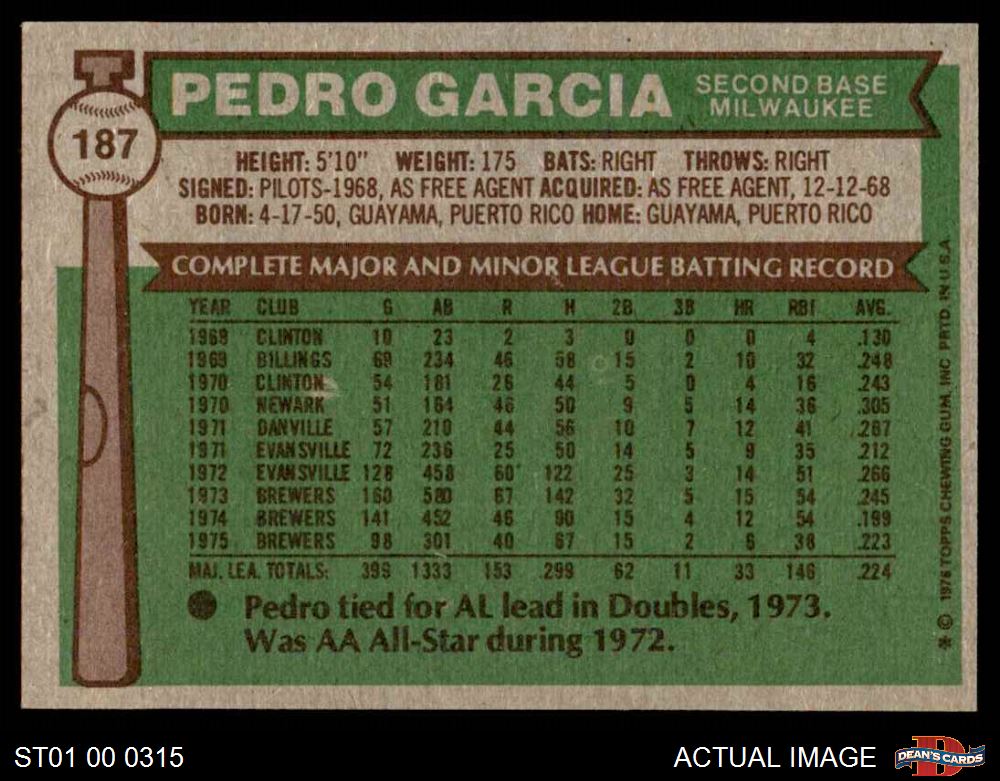 PEDRO GARCIA
SECOND BASE
MILWAUKEE
187
HEIGHT: 5'10" WEIGHT: 175 BATS: RIGHT THROWS: RIGHT
SIGNED: PILOTS-1968, AS FREE AGENT ACQUIRED: AS FREE AGENT, 12-12-68
BORN: 4-17-50, GUAYAMA, PUERTO RICO HOME: GUAYAMA, PUERTO RICO
COMPLETE MAJOR AND MINOR LEAGUE BATTING RECORD
YEAR CLUB G AB R H 2B 3B HR RBI AVG.
1969 CLINTON 10 23 2 3 0 0 0 4 .130
1969 BILLINGS 69 234 46 58 15 2 10 32 .248
1970 CLINTON 54 181 26 44 5 0 4 16 .243
1970 NEWARK 51 164 46 50 9 5 14 36 .305
1971 DANVILLE 57 210 44 56 10 7 12 41 .267
1971 EVANSVILLE 72 236 25 50 14 5 9 35 .212
1972 EVANSVILLE 128 458 60 122 25 3 14 51 .266
1973 BREWERS 160 580 67 142 32 5 15 54 .245
1974 BREWERS 141 452 46 90 15 4 12 54 .199
1975 BREWERS 98 301 40 67 15 2 6 38 .223
MAJ. LEA. TOTALS: 399 1333 153 299 62 11 33 146 .224
● Pedro tied for AL lead in Doubles, 1973.
Was AA All-Star during 1972.
* © 1976 TOPPS CHEWING GUM, INC PRTD. IN U.S.A.
ST01 00 0315
ACTUAL IMAGE
D
DEAN'S CARDS